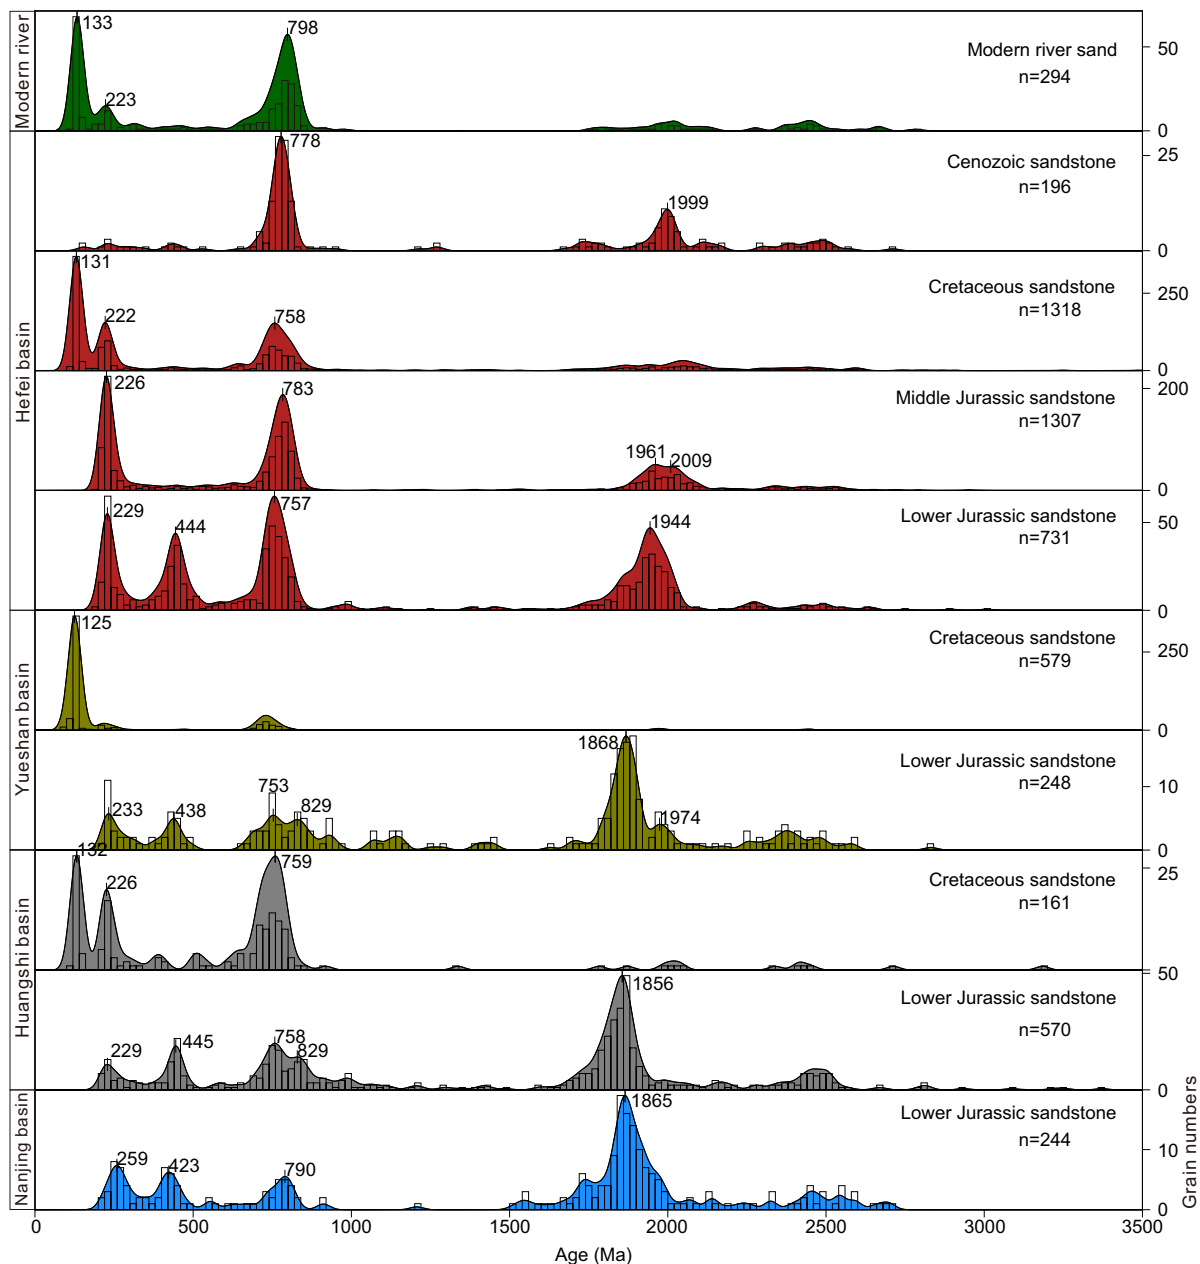 Modern river
133
798
223
Modern river sand
n=294
50
0
Hefei basin
778
1999
Cenozoic sandstone
n=196
25
0
131
222
758
Cretaceous sandstone
n=1318
250
0
226
783
1961
2009
Middle Jurassic sandstone
n=1307
200
0
229
444
757
1944
Lower Jurassic sandstone
n=731
50
0
Yueshan basin
125
Cretaceous sandstone
n=579
250
0
233
438
753
829
1868
1974
Lower Jurassic sandstone
n=248
10
0
Huangshi basin
132
226
759
Cretaceous sandstone
n=161
25
0
229
445
758
829
1856
Lower Jurassic sandstone
n=570
50
0
Nanjing basin
259
423
790
1865
Lower Jurassic sandstone
n=244
10
0
Grain numbers
0 500 1000 1500 2000 2500 3000 3500
Age (Ma)